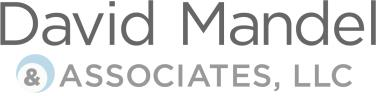 David Mandel
& ASSOCIATES, LLC